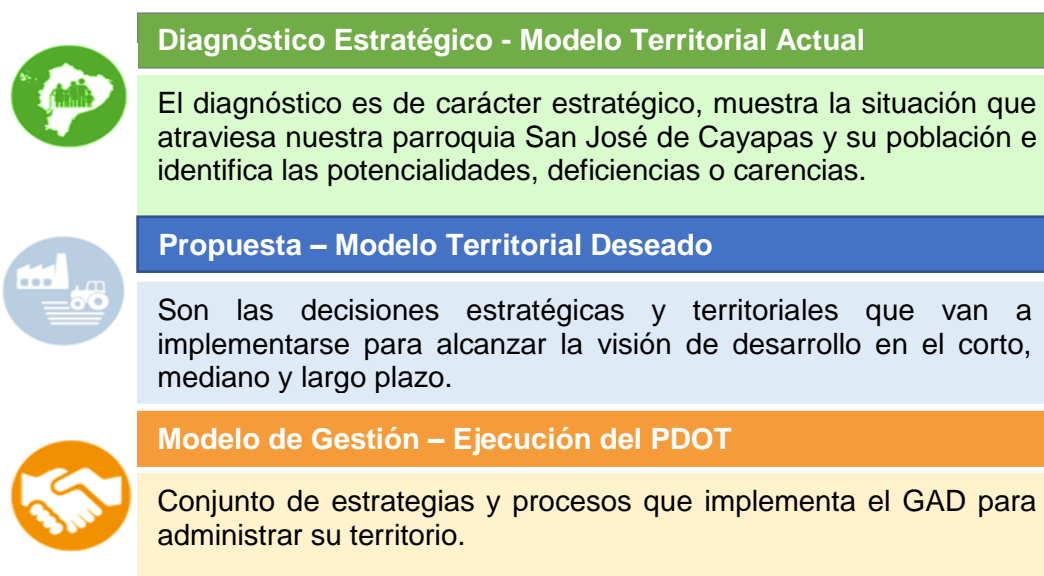 Diagnóstico Estratégico - Modelo Territorial Actual
El diagnóstico es de carácter estratégico, muestra la situación que
atraviesa nuestra parroquia San José de Cayapas y su población e
identifica las potencialidades, deficiencias o carencias.
Propuesta – Modelo Territorial Deseado
Son las decisiones estratégicas y territoriales que van a
implementarse para alcanzar la visión de desarrollo en el corto,
mediano y largo plazo.
Modelo de Gestión – Ejecución del PDOT
Conjunto de estrategias y procesos que implementa el GAD para
administrar su territorio.